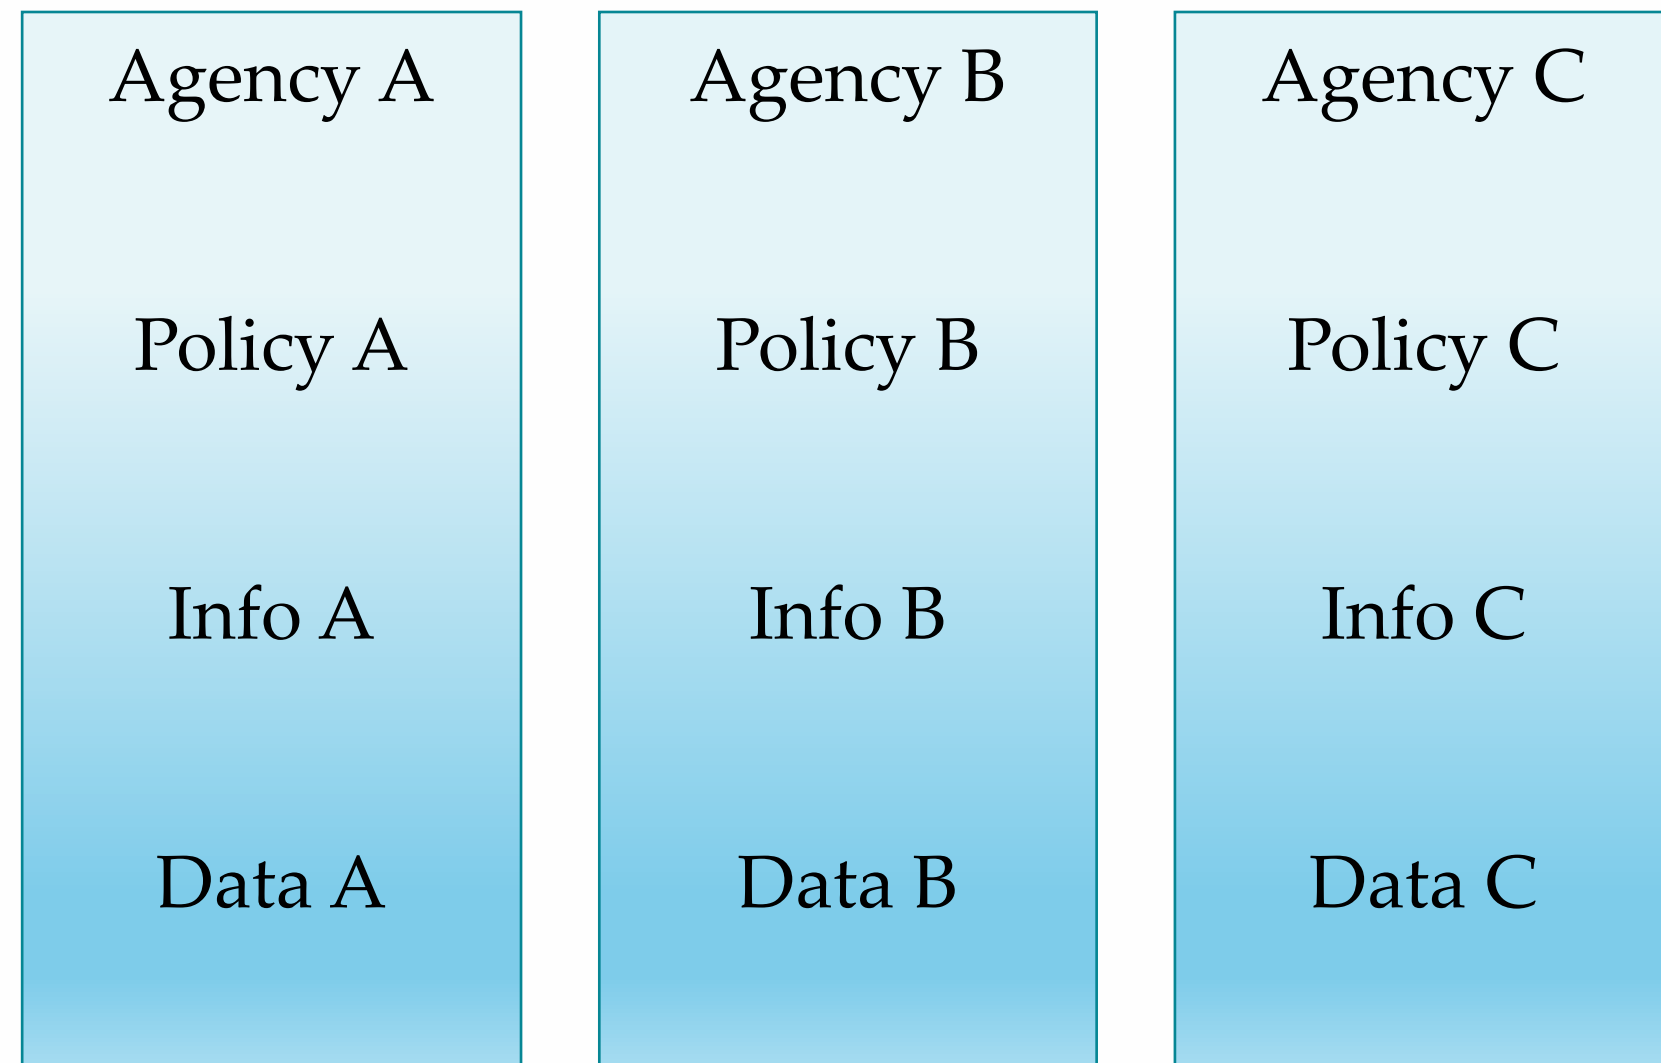 Agency A
Policy A
Info A
Data A
Agency B
Policy B
Info B
Data B
Agency C
Policy C
Info C
Data C